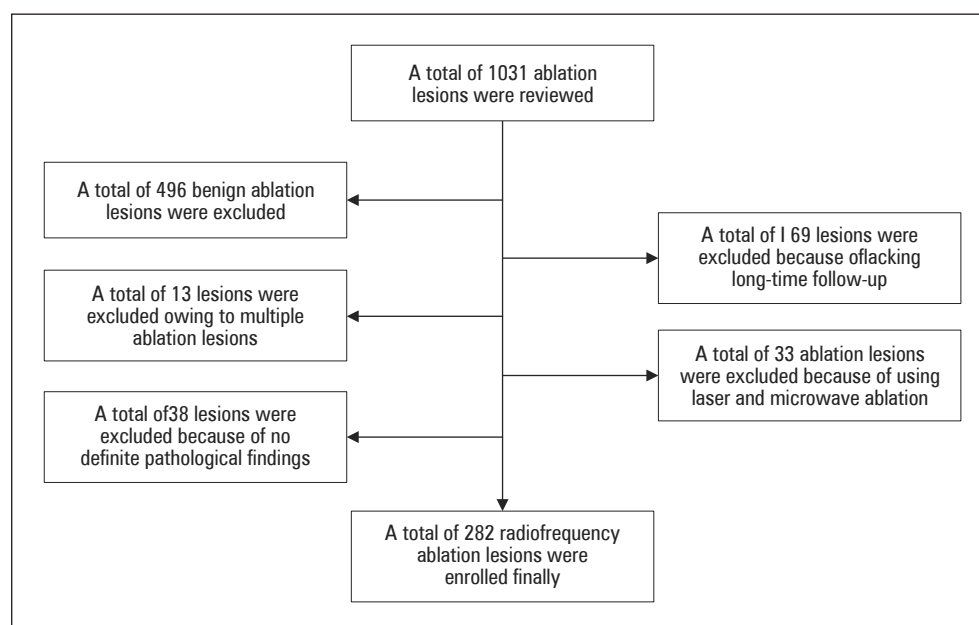 A total of 1031 ablation
lesions were reviewed
A total of 496 benign ablation
lesions were excluded
A total of I 69 lesions were
excluded because oflacking
long-time follow-up
A total of 13 lesions were
excluded owing to multiple
ablation lesions
A total of 33 ablation lesions
were excluded because of using
laser and microwave ablation
A total of38 lesions were
excluded because of no
definite pathological findings
A total of 282 radiofrequency
ablation lesions were
enrolled finally